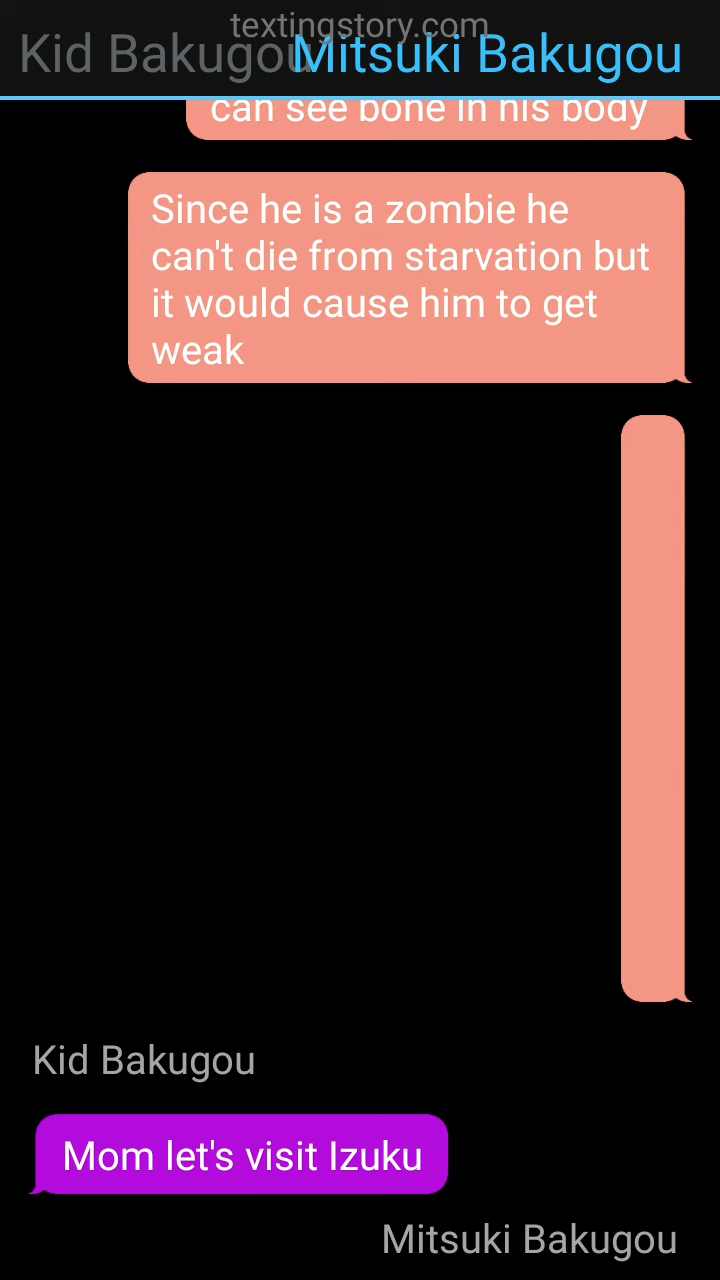 textingstory.com
Kid Bakugou Mitsuki Bakugou
can see bone in his body
Since he is a zombie he
can't die from starvation but
it would cause him to get
weak
Kid Bakugou
Mom let's visit Izuku
Mitsuki Bakugou